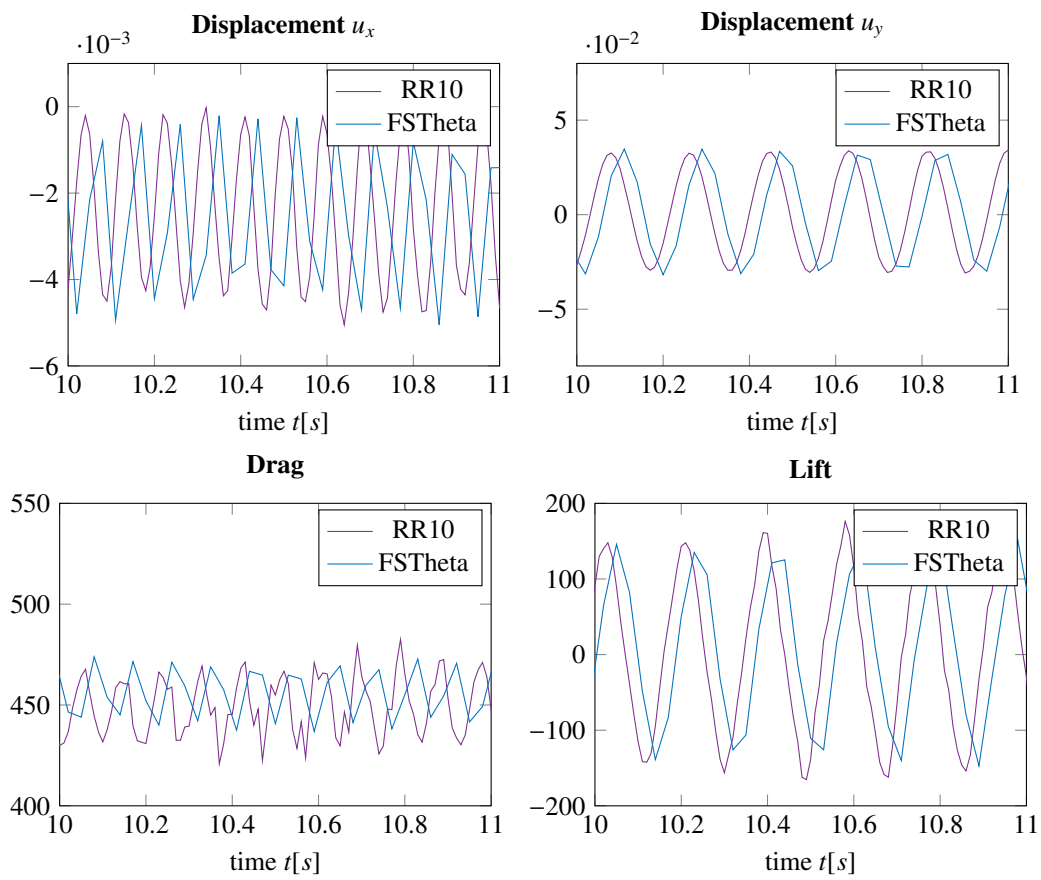 Displacement u_x
·10^−3
0
−2
−4
−6
10 10.2 10.4 10.6 10.8 11
time t[s]
RR10
FSTheta
Displacement u_y
·10^−2
5
0
−5
10 10.2 10.4 10.6 10.8 11
time t[s]
RR10
FSTheta
Drag
550
500
450
400
10 10.2 10.4 10.6 10.8 11
time t[s]
RR10
FSTheta
Lift
200
100
0
−100
−200
10 10.2 10.4 10.6 10.8 11
time t[s]
RR10
FSTheta